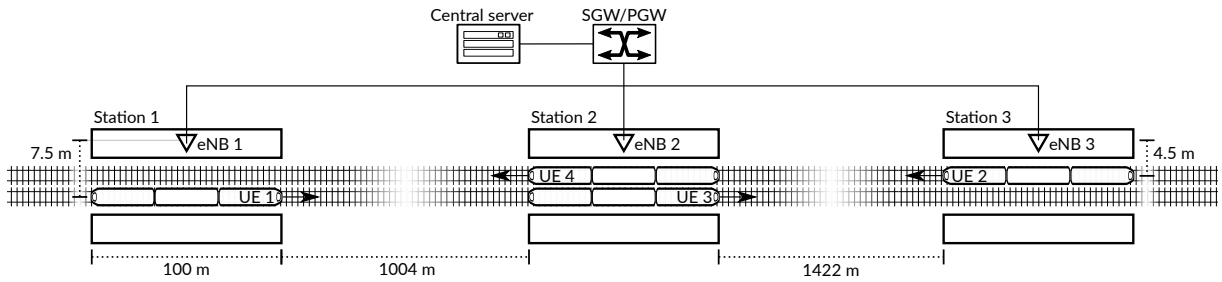 Central server
SGW/PGW
Station 1
Station 2
Station 3
eNB 1
eNB 2
eNB 3
7.5 m
4.5 m
UE 4
UE 2
UE 1
UE 3
100 m
1004 m
1422 m